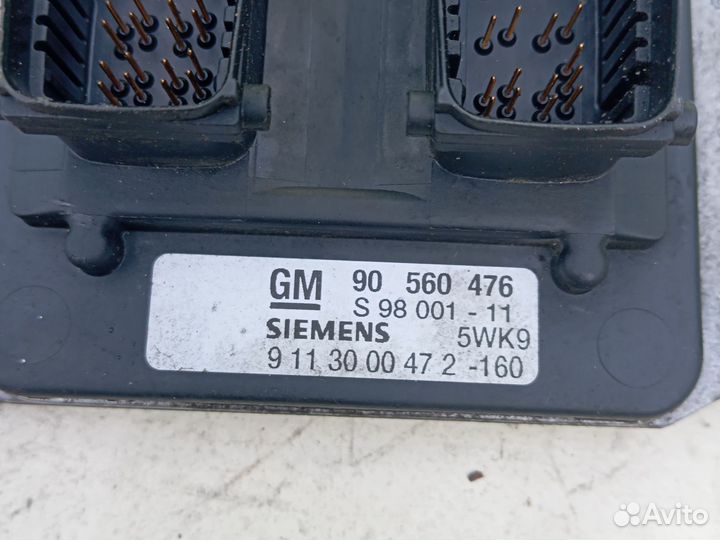 GM 90 560 476
S 98 001 - 11
SIEMENS 5WK9
9 11 30 00 47 2 -160
Avito